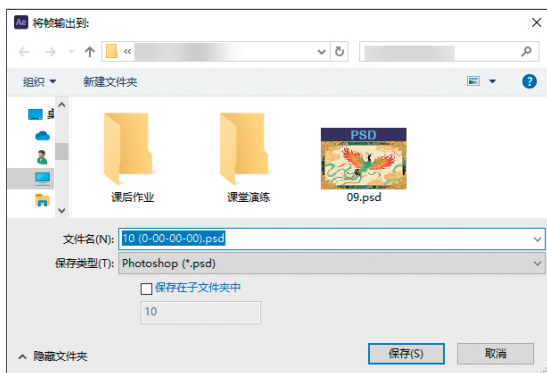 Ae 将帧输出到:
«
组织 新建文件夹
桌
PSD
课后作业 课堂演练 09.psd
文件名(N): 10 (0-00-00-00).psd
保存类型(T): Photoshop (*.psd)
保存在子文件夹中
10
隐藏文件夹 保存(S) 取消